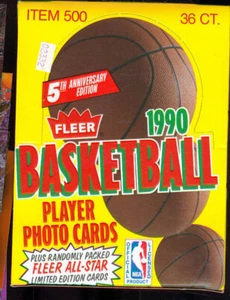 ITEM 500
36 CT.
5TH ANNIVERSARY
EDITION
FLEER
1990
BASKETBALL
PLAYER
PHOTO CARDS
PLUS RANDOMLY PACKED
FLEER ALL-STAR
LIMITED EDITION CARDS
NBA